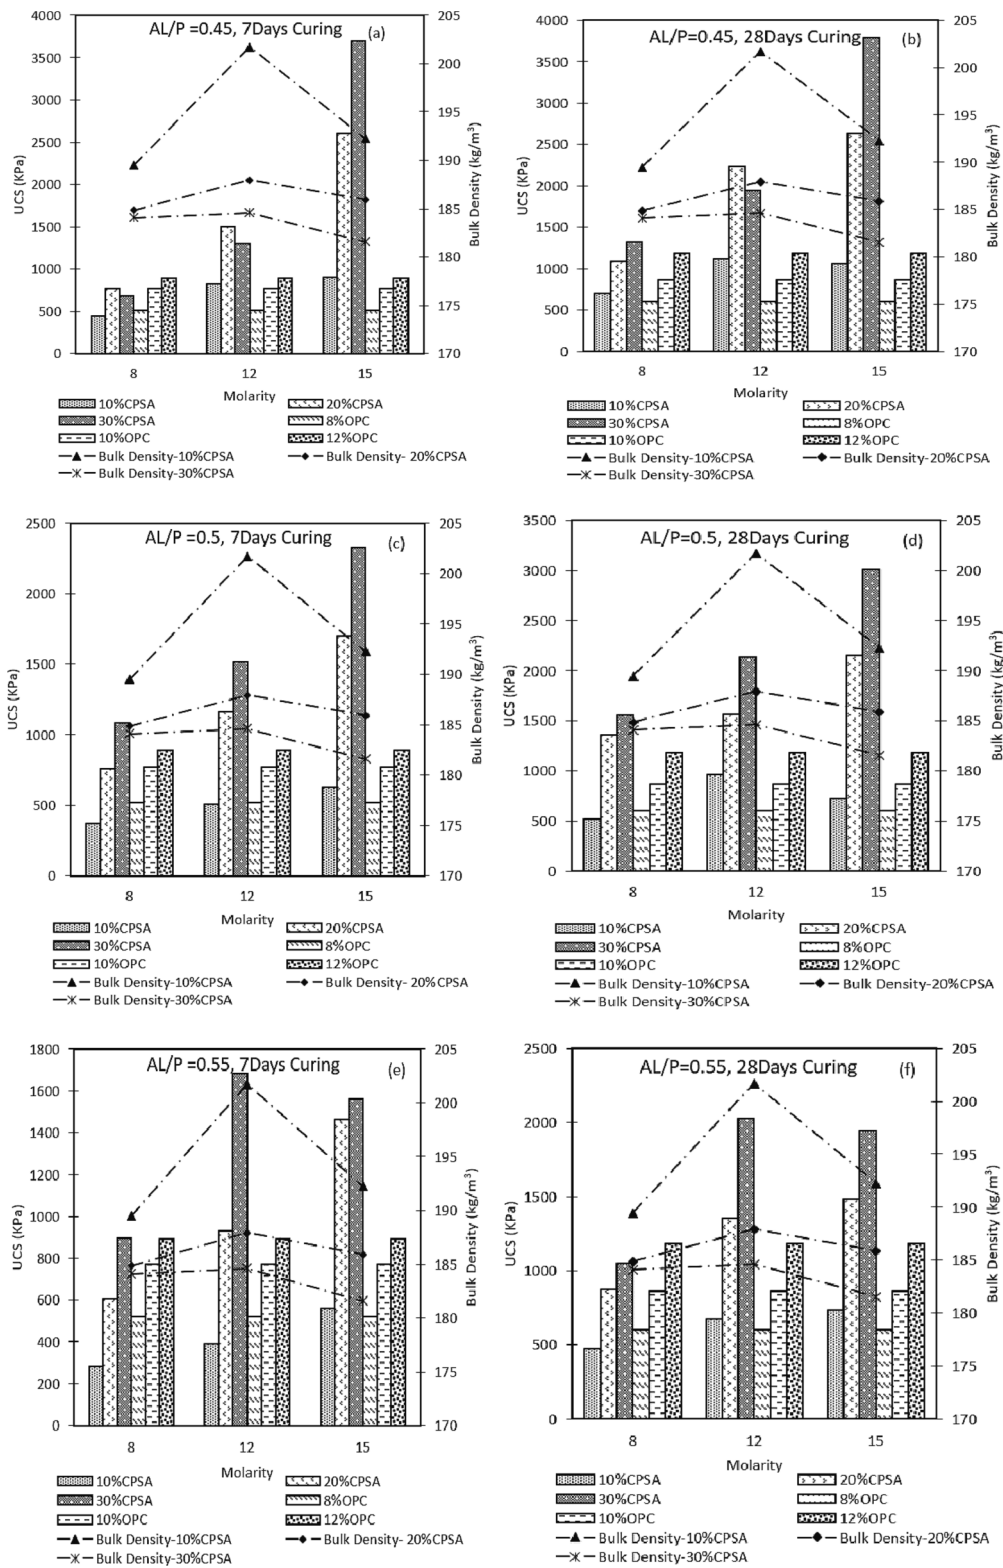 AL/P =0.45, 7Days Curing
(a)
4000
3500
3000
2500
2000
1500
1000
500
0
UCS (KPa)
205
200
195
190
185
180
175
170
Bulk Density (kg/m³)
8 12 15
Molarity
10%CPSA 20%CPSA
30%CPSA 8%OPC
10%OPC 12%OPC
Bulk Density-10%CPSA Bulk Density- 20%CPSA
Bulk Density-30%CPSA
AL/P=0.45, 28Days Curing
(b)
4000
3500
3000
2500
2000
1500
1000
500
0
UCS (KPa)
205
200
195
190
185
180
175
170
Bulk Density (kg/m³)
8 12 15
Molarity
10%CPSA 20%CPSA
30%CPSA 8%OPC
10%OPC 12%OPC
Bulk Density-10%CPSA Bulk Density-20%CPSA
Bulk Density-30%CPSA
AL/P =0.5, 7Days Curing
(c)
2500
2000
1500
1000
500
0
UCS (KPa)
205
200
195
190
185
180
175
170
Bulk Density (kg/m³)
8 12 15
Molarity
10%CPSA 20%CPSA
30%CPSA 8%OPC
10%OPC 12%OPC
Bulk Density-10%CPSA Bulk Density- 20%CPSA
Bulk Density-30%CPSA
AL/P=0.5, 28Days Curing
(d)
3500
3000
2500
2000
1500
1000
500
0
UCS (KPa)
205
200
195
190
185
180
175
170
Bulk Density (kg/m³)
8 12 15
Molarity
10%CPSA 20%CPSA
30%CPSA 8%OPC
10%OPC 12%OPC
Bulk Density-10%CPSA Bulk Density-20%CPSA
Bulk Density-30%CPSA
AL/P =0.55, 7Days Curing
(e)
1800
1600
1400
1200
1000
800
600
400
200
0
UCS (KPa)
205
200
195
190
185
180
175
170
Bulk Density (kg/m³)
8 12 15
Molarity
10%CPSA 20%CPSA
30%CPSA 8%OPC
10%OPC 12%OPC
Bulk Density-10%CPSA Bulk Density- 20%CPSA
Bulk Density-30%CPSA
AL/P=0.55, 28Days Curing
(f)
2500
2000
1500
1000
500
0
UCS (KPa)
205
200
195
190
185
180
175
170
Bulk Density (kg/m³)
8 12 15
Molarity
10%CPSA 20%CPSA
30%CPSA 8%OPC
10%OPC 12%OPC
Bulk Density-10%CPSA Bulk Density-20%CPSA
Bulk Density-30%CPSA